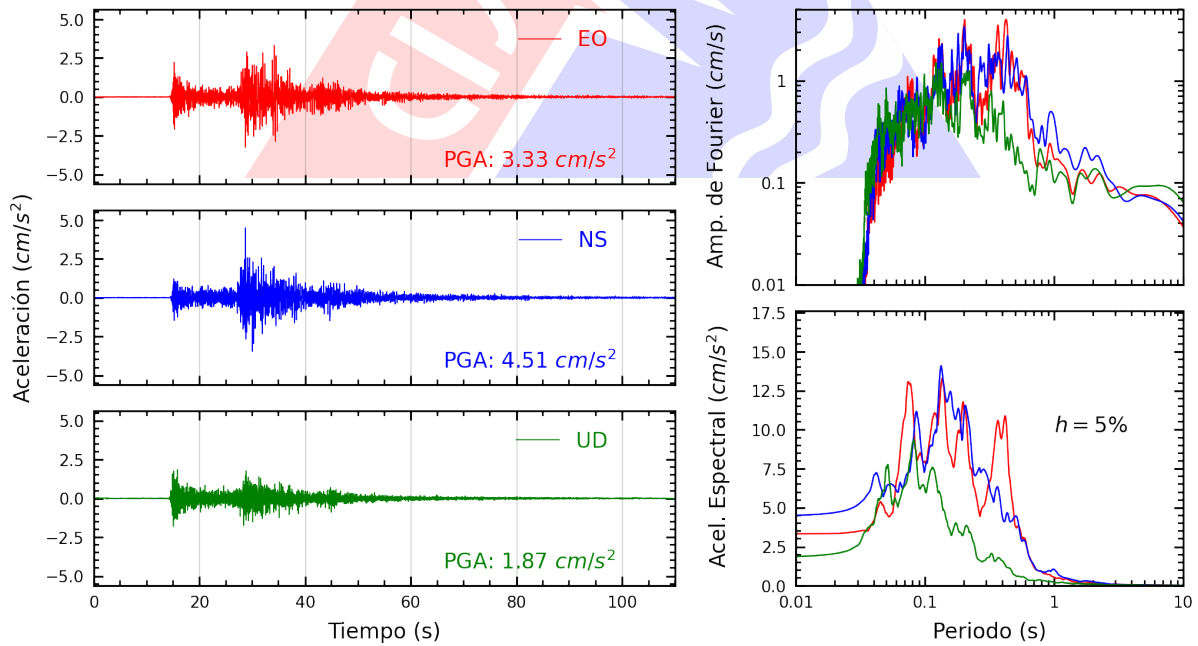 Aceleración (cm/s²)
5.0
2.5
0.0
−2.5
−5.0
EO
PGA: 3.33 cm/s²
5.0
2.5
0.0
−2.5
−5.0
NS
PGA: 4.51 cm/s²
5.0
2.5
0.0
−2.5
−5.0
UD
PGA: 1.87 cm/s²
0 20 40 60 80 100
Tiempo (s)
Amp. de Fourier (cm/s)
1
0.1
0.01
Acel. Espectral (cm/s²)
17.5
15.0
12.5
10.0
7.5
5.0
2.5
0.0
h = 5%
0.01 0.1 1 10
Periodo (s)